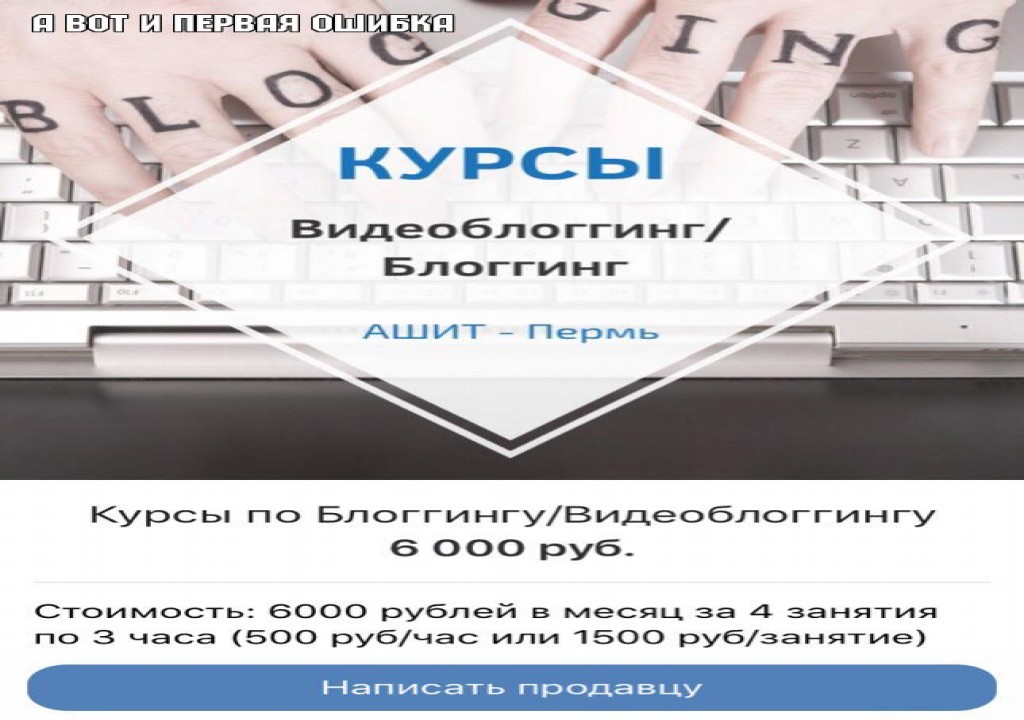 А ВОТ И ПЕРВАЯ ОШИБКА
BLOGGING
КУРСЫ
Видеоблоггинг/
Блоггинг
АШИТ - Пермь
Курсы по Блоггингу/Видеоблоггингу
6 000 руб.
Стоимость: 6000 рублей в месяц за 4 занятия
по 3 часа (500 руб/час или 1500 руб/занятие)
Написать продавцу